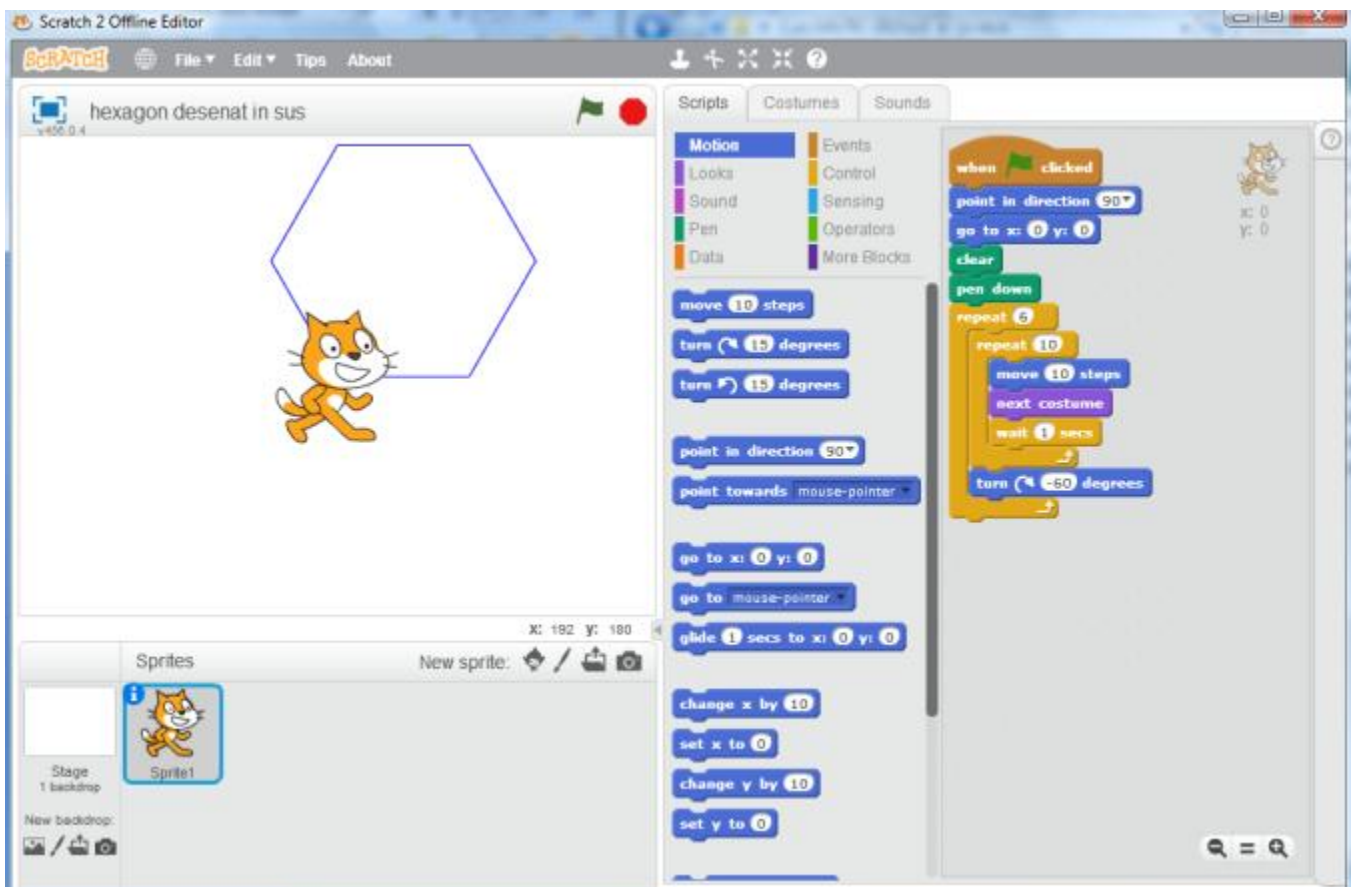 Scratch 2 Offline Editor
SCRATCH File Edit Tips About
hexagon desenat in sus
v456.0.4
Scripts Costumes Sounds
Motion Events
Looks Control
Sound Sensing
Pen Operators
Data More Blocks
move 10 steps
turn 15 degrees
turn 15 degrees
point in direction 90
point towards mouse-pointer
go to x: 0 y: 0
go to mouse-pointer
glide 1 secs to x: 0 y: 0
change x by 10
set x to 0
change y by 10
set y to 0
when clicked
point in direction 90
go to x: 0 y: 0
clear
pen down
repeat 6
repeat 10
move 10 steps
next costume
wait 1 secs
turn -60 degrees
x: 0
y: 0
X: 192 y: 180
Sprites New sprite:
Sprite1
Stage
1 backdrop
New backdrop: